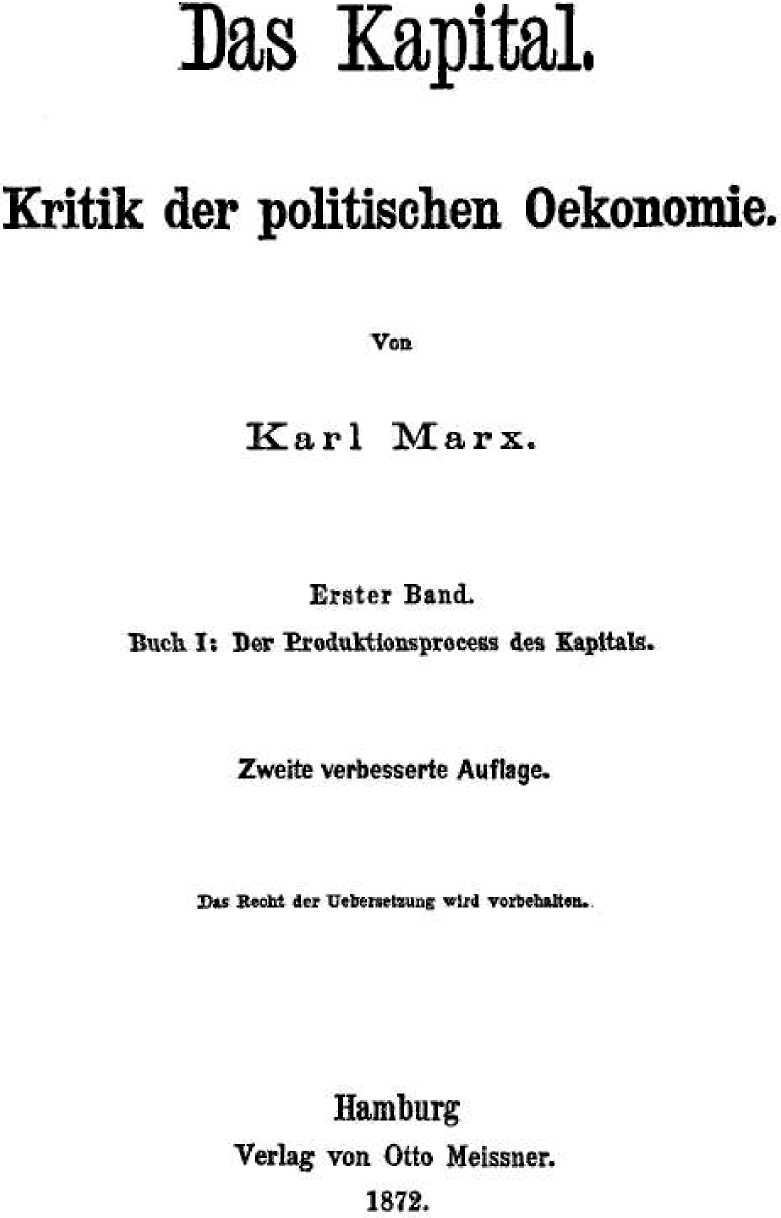 Das Kapital.
Kritik der politischen Oekonomie.
Von
Karl Marx.
Erster Band.
Buch I: Der Produktionsprocess des Kapitals.
Zweite verbesserte Auflage.
Das Recht der Uebersetzung wird vorbehalten.
Hamburg
Verlag von Otto Meissner.
1872.